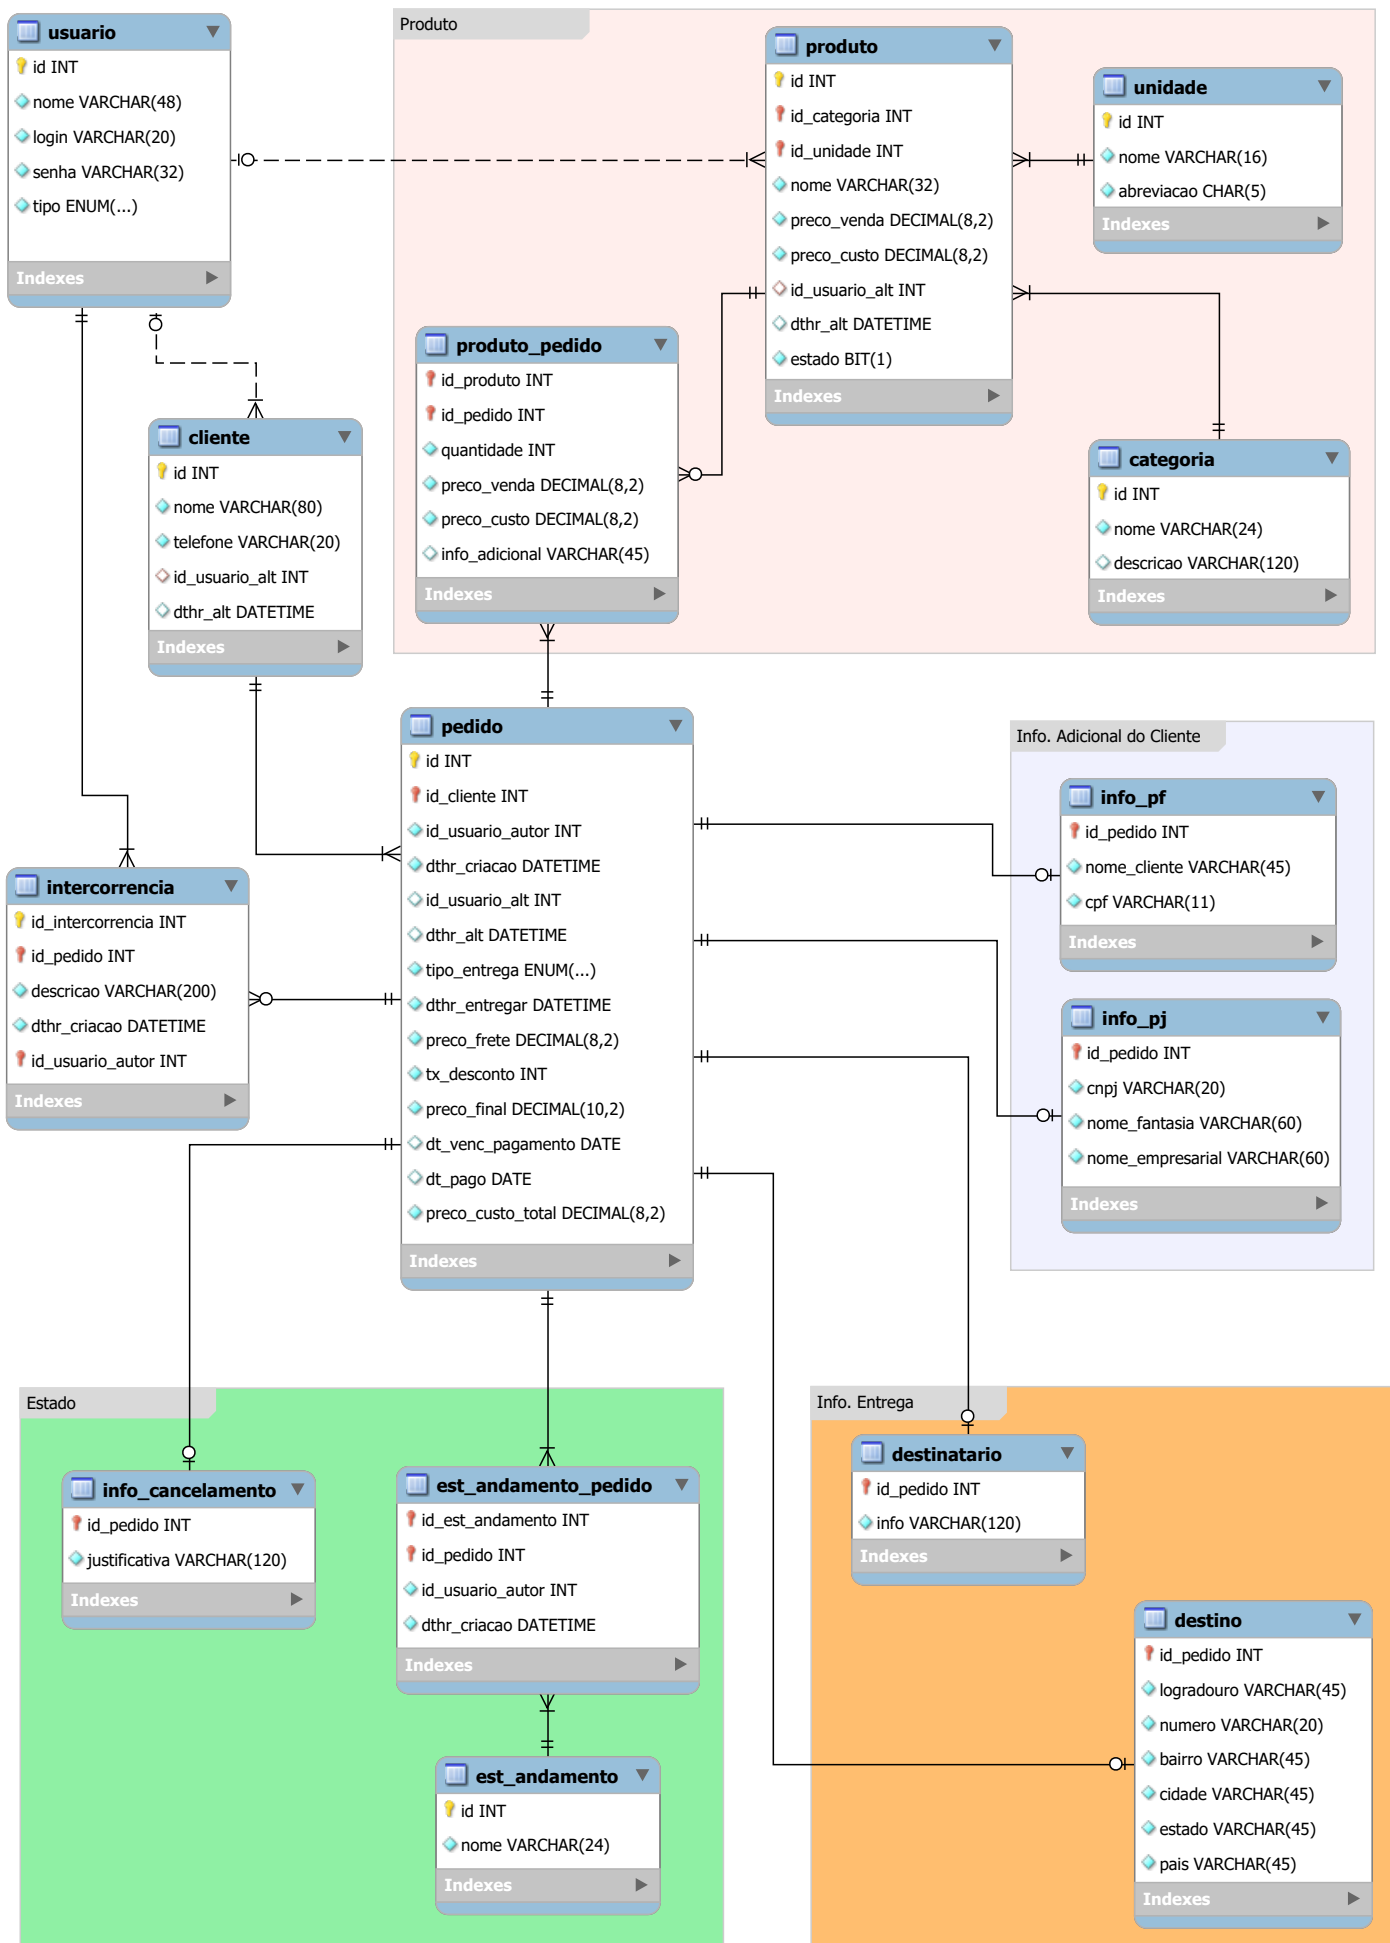 usuario
id INT
nome VARCHAR(48)
login VARCHAR(20)
senha VARCHAR(32)
tipo ENUM(...)
Indexes
Produto
produto
id INT
id_categoria INT
id_unidade INT
nome VARCHAR(32)
preco_venda DECIMAL(8,2)
preco_custo DECIMAL(8,2)
id_usuario_alt INT
dthr_alt DATETIME
estado BIT(1)
Indexes
unidade
id INT
nome VARCHAR(16)
abreviacao CHAR(5)
Indexes
produto_pedido
id_produto INT
id_pedido INT
quantidade INT
preco_venda DECIMAL(8,2)
preco_custo DECIMAL(8,2)
info_adicional VARCHAR(45)
Indexes
categoria
id INT
nome VARCHAR(24)
descricao VARCHAR(120)
Indexes
cliente
id INT
nome VARCHAR(80)
telefone VARCHAR(20)
id_usuario_alt INT
dthr_alt DATETIME
Indexes
pedido
id INT
id_cliente INT
id_usuario_autor INT
dthr_criacao DATETIME
id_usuario_alt INT
dthr_alt DATETIME
tipo_entrega ENUM(...)
dthr_entregar DATETIME
preco_frete DECIMAL(8,2)
tx_desconto INT
preco_final DECIMAL(10,2)
dt_venc_pagamento DATE
dt_pago DATE
preco_custo_total DECIMAL(8,2)
Indexes
Info. Adicional do Cliente
info_pf
id_pedido INT
nome_cliente VARCHAR(45)
cpf VARCHAR(11)
Indexes
info_pj
id_pedido INT
cnpj VARCHAR(20)
nome_fantasia VARCHAR(60)
nome_empresarial VARCHAR(60)
Indexes
intercorrencia
id_intercorrencia INT
id_pedido INT
descricao VARCHAR(200)
dthr_criacao DATETIME
id_usuario_autor INT
Indexes
Estado
info_cancelamento
id_pedido INT
justificativa VARCHAR(120)
Indexes
est_andamento_pedido
id_est_andamento INT
id_pedido INT
id_usuario_autor INT
dthr_criacao DATETIME
Indexes
est_andamento
id INT
nome VARCHAR(24)
Indexes
Info. Entrega
destinatario
id_pedido INT
info VARCHAR(120)
Indexes
destino
id_pedido INT
logradouro VARCHAR(45)
numero VARCHAR(20)
bairro VARCHAR(45)
cidade VARCHAR(45)
estado VARCHAR(45)
pais VARCHAR(45)
Indexes